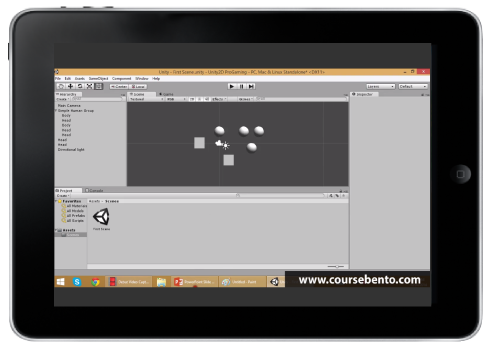 Unity - First Scene.unity - Unity2D ProGaming - PC, Mac & Linux Standalone* <DX11>
File Edit Assets GameObject Component Window Help
Center Local
Layers Default
Hierarchy
Scene
Game
Inspector
Create
Textured RGB 2D Effects Gizmos
Main Camera
Simple Human Group
Body
Head
Body
Head
Head
Head
Head
Directional light
Project
Console
Create
Favorites
All Materials
All Models
All Prefabs
All Scripts
Assets
Assets Scenes
First Scene
Untitled - Paint
www.coursebento.com